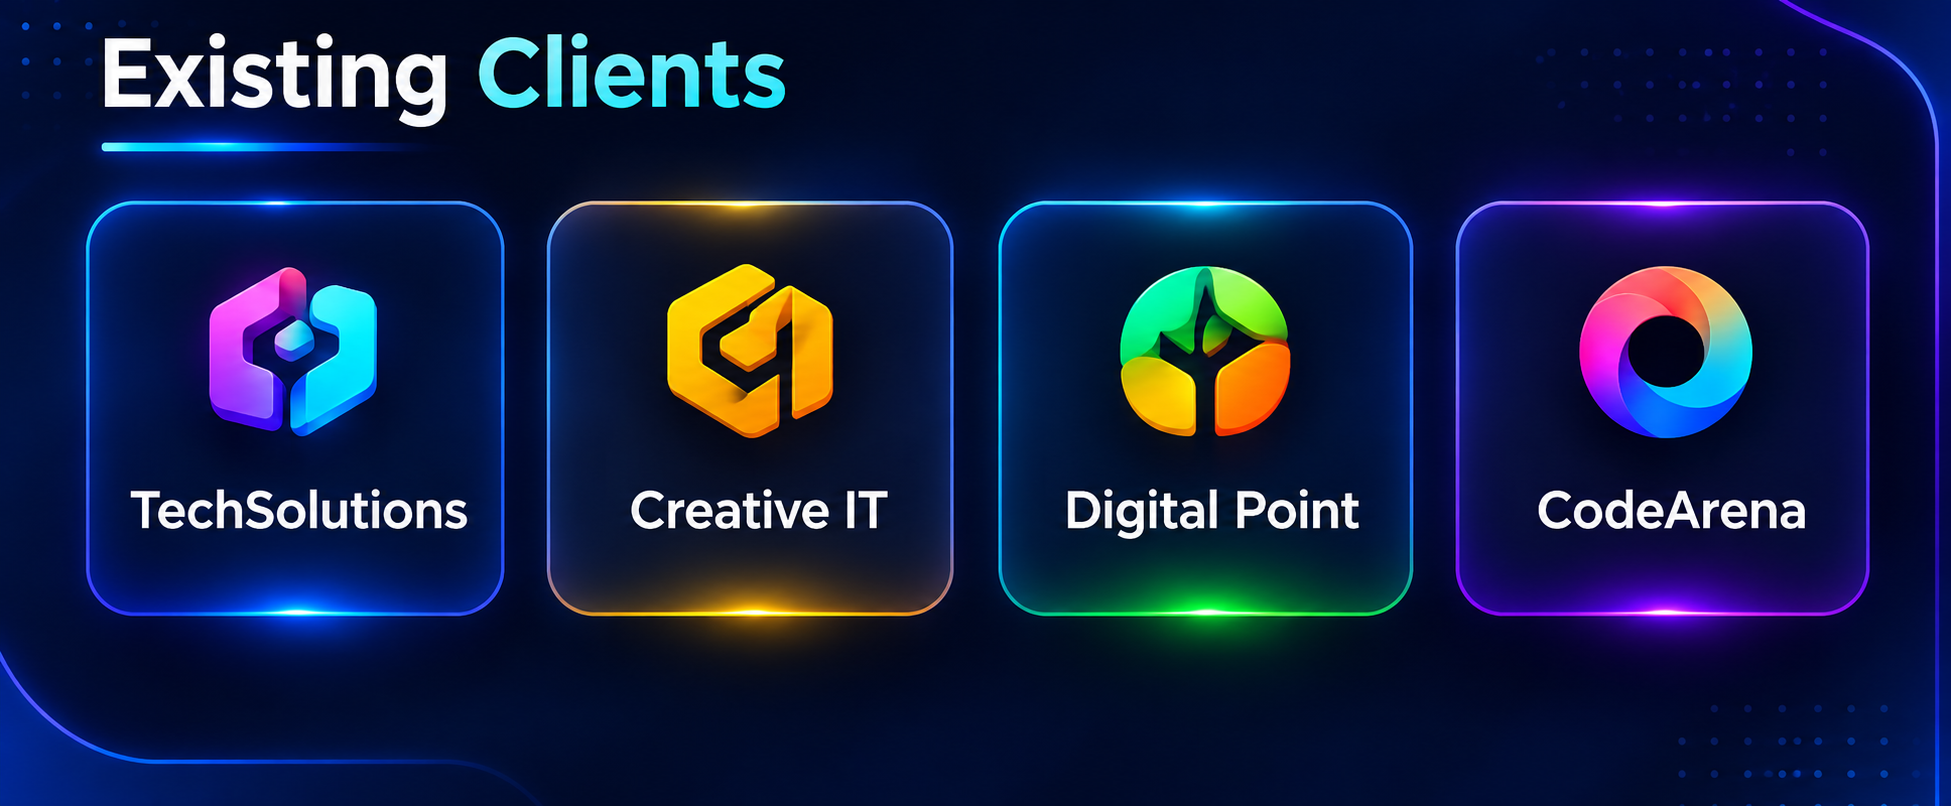 Existing Clients
TechSolutions
Creative IT
Digital Point
CodeArena